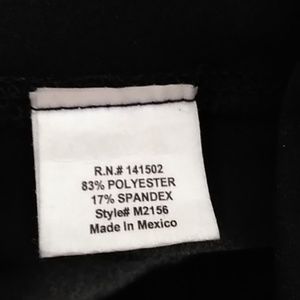 R.N.# 141502
83% POLYESTER
17% SPANDEX
Style# M2156
Made In Mexico